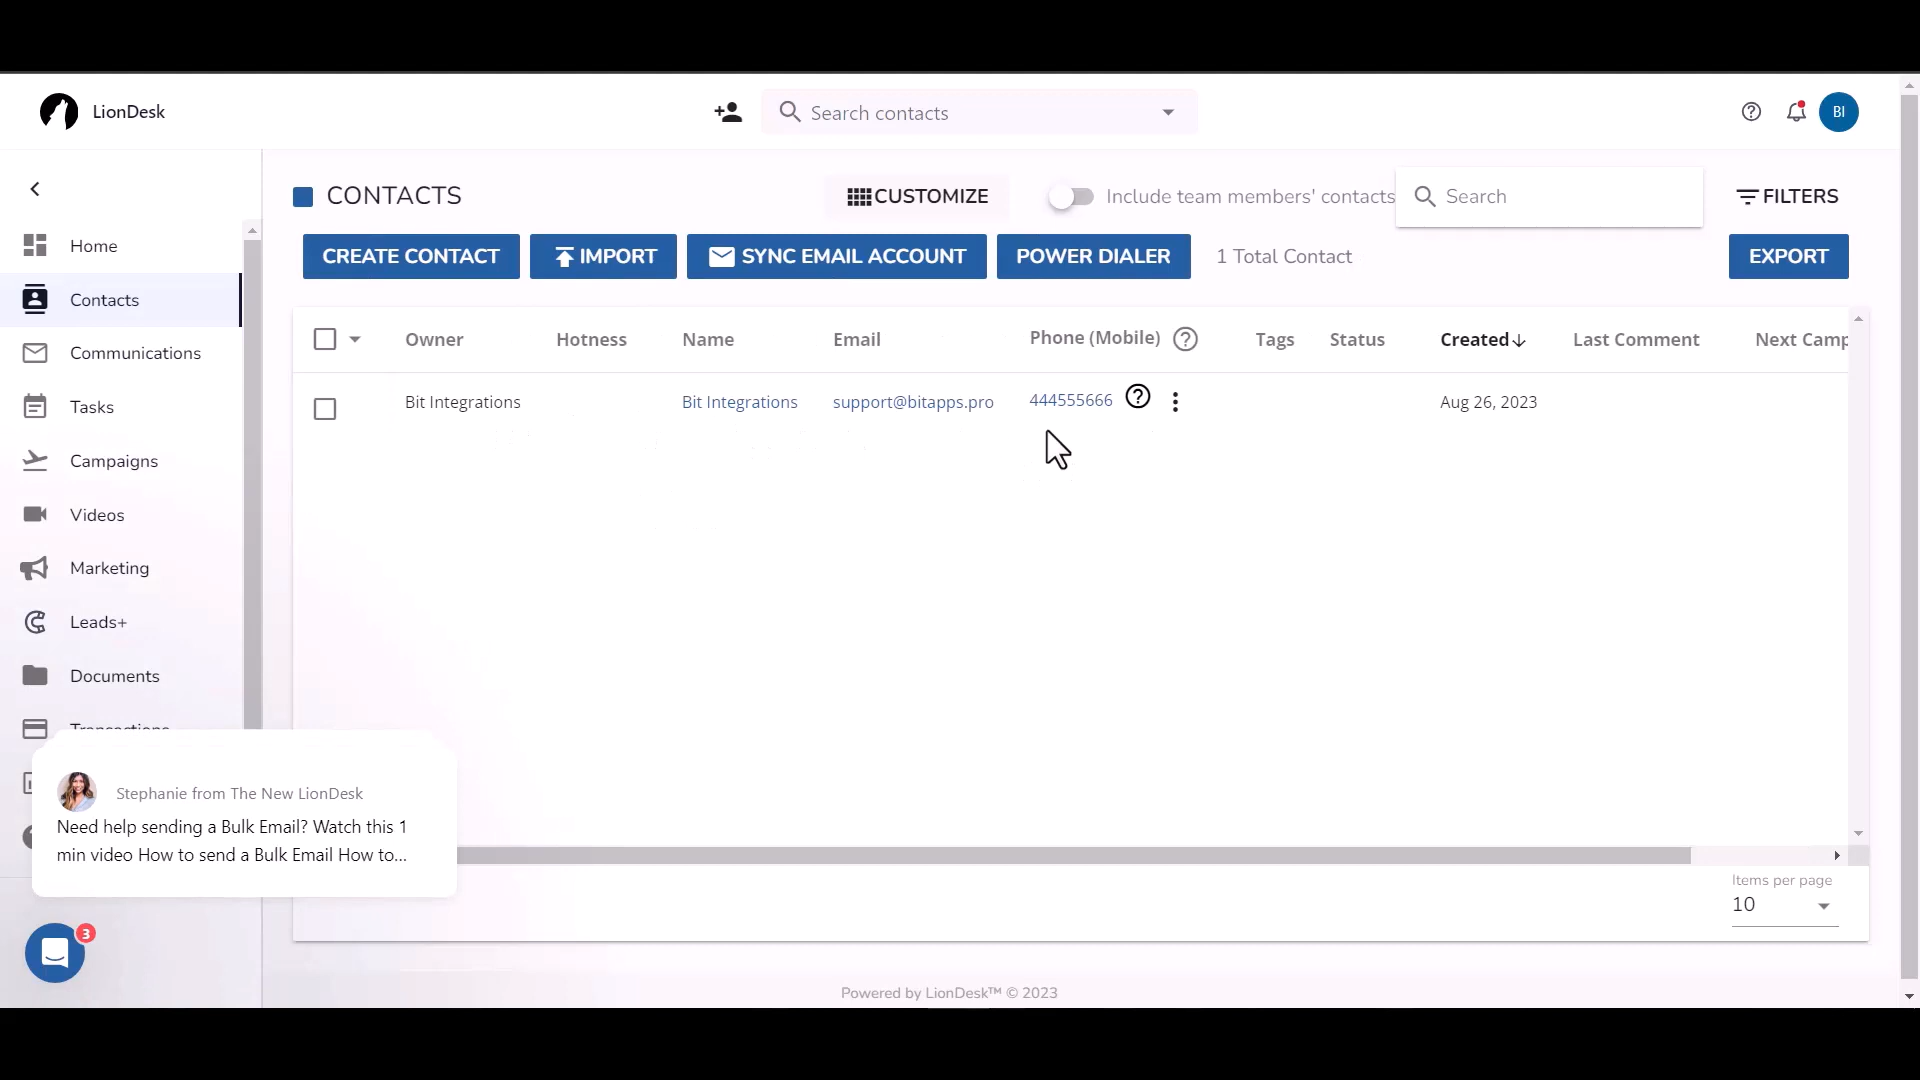 LionDesk
Search contacts
BI
CONTACTS
CUSTOMIZE
Include team members' contacts
Search
FILTERS
CREATE CONTACT
IMPORT
SYNC EMAIL ACCOUNT
POWER DIALER
1 Total Contact
EXPORT
Home
Contacts
Communications
Tasks
Campaigns
Videos
Marketing
Leads+
Documents
Transactions
Owner Hotness Name Email Phone (Mobile) Tags Status Created Last Comment Next Camp
Bit Integrations Bit Integrations support@bitapps.pro 444555666 Aug 26, 2023
Stephanie from The New LionDesk
Need help sending a Bulk Email? Watch this 1
min video How to send a Bulk Email How to...
3
Items per page
10
Powered by LionDesk™ © 2023